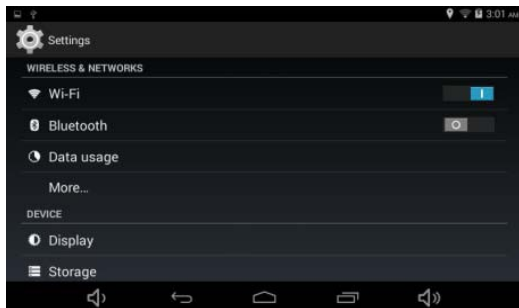 3:01 AM
Settings
WIRELESS & NETWORKS
Wi-Fi
Bluetooth
Data usage
More...
DEVICE
Display
Storage